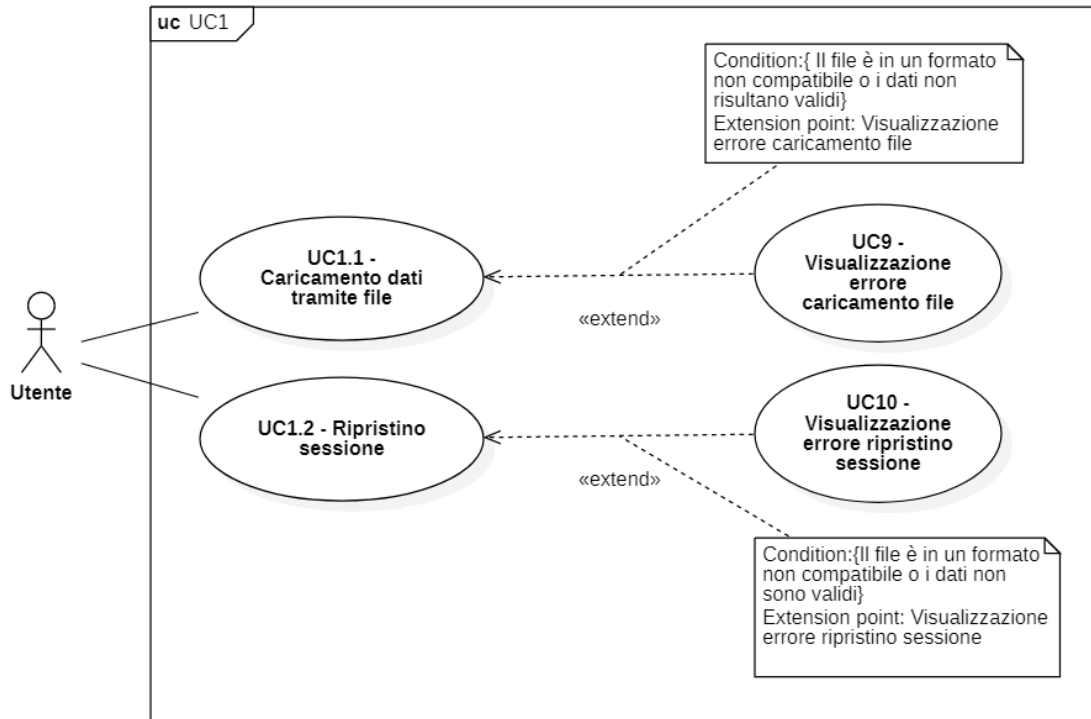 uc UC1
Condition:{ Il file è in un formato
non compatibile o i dati non
risultano validi}
Extension point: Visualizzazione
errore caricamento file
UC1.1 -
Caricamento dati
tramite file
UC9 -
Visualizzazione
errore
caricamento file
«extend»
Utente
UC1.2 - Ripristino
sessione
UC10 -
Visualizzazione
errore ripristino
sessione
«extend»
Condition:{Il file è in un formato
non compatibile o i dati non
sono validi}
Extension point: Visualizzazione
errore ripristino sessione